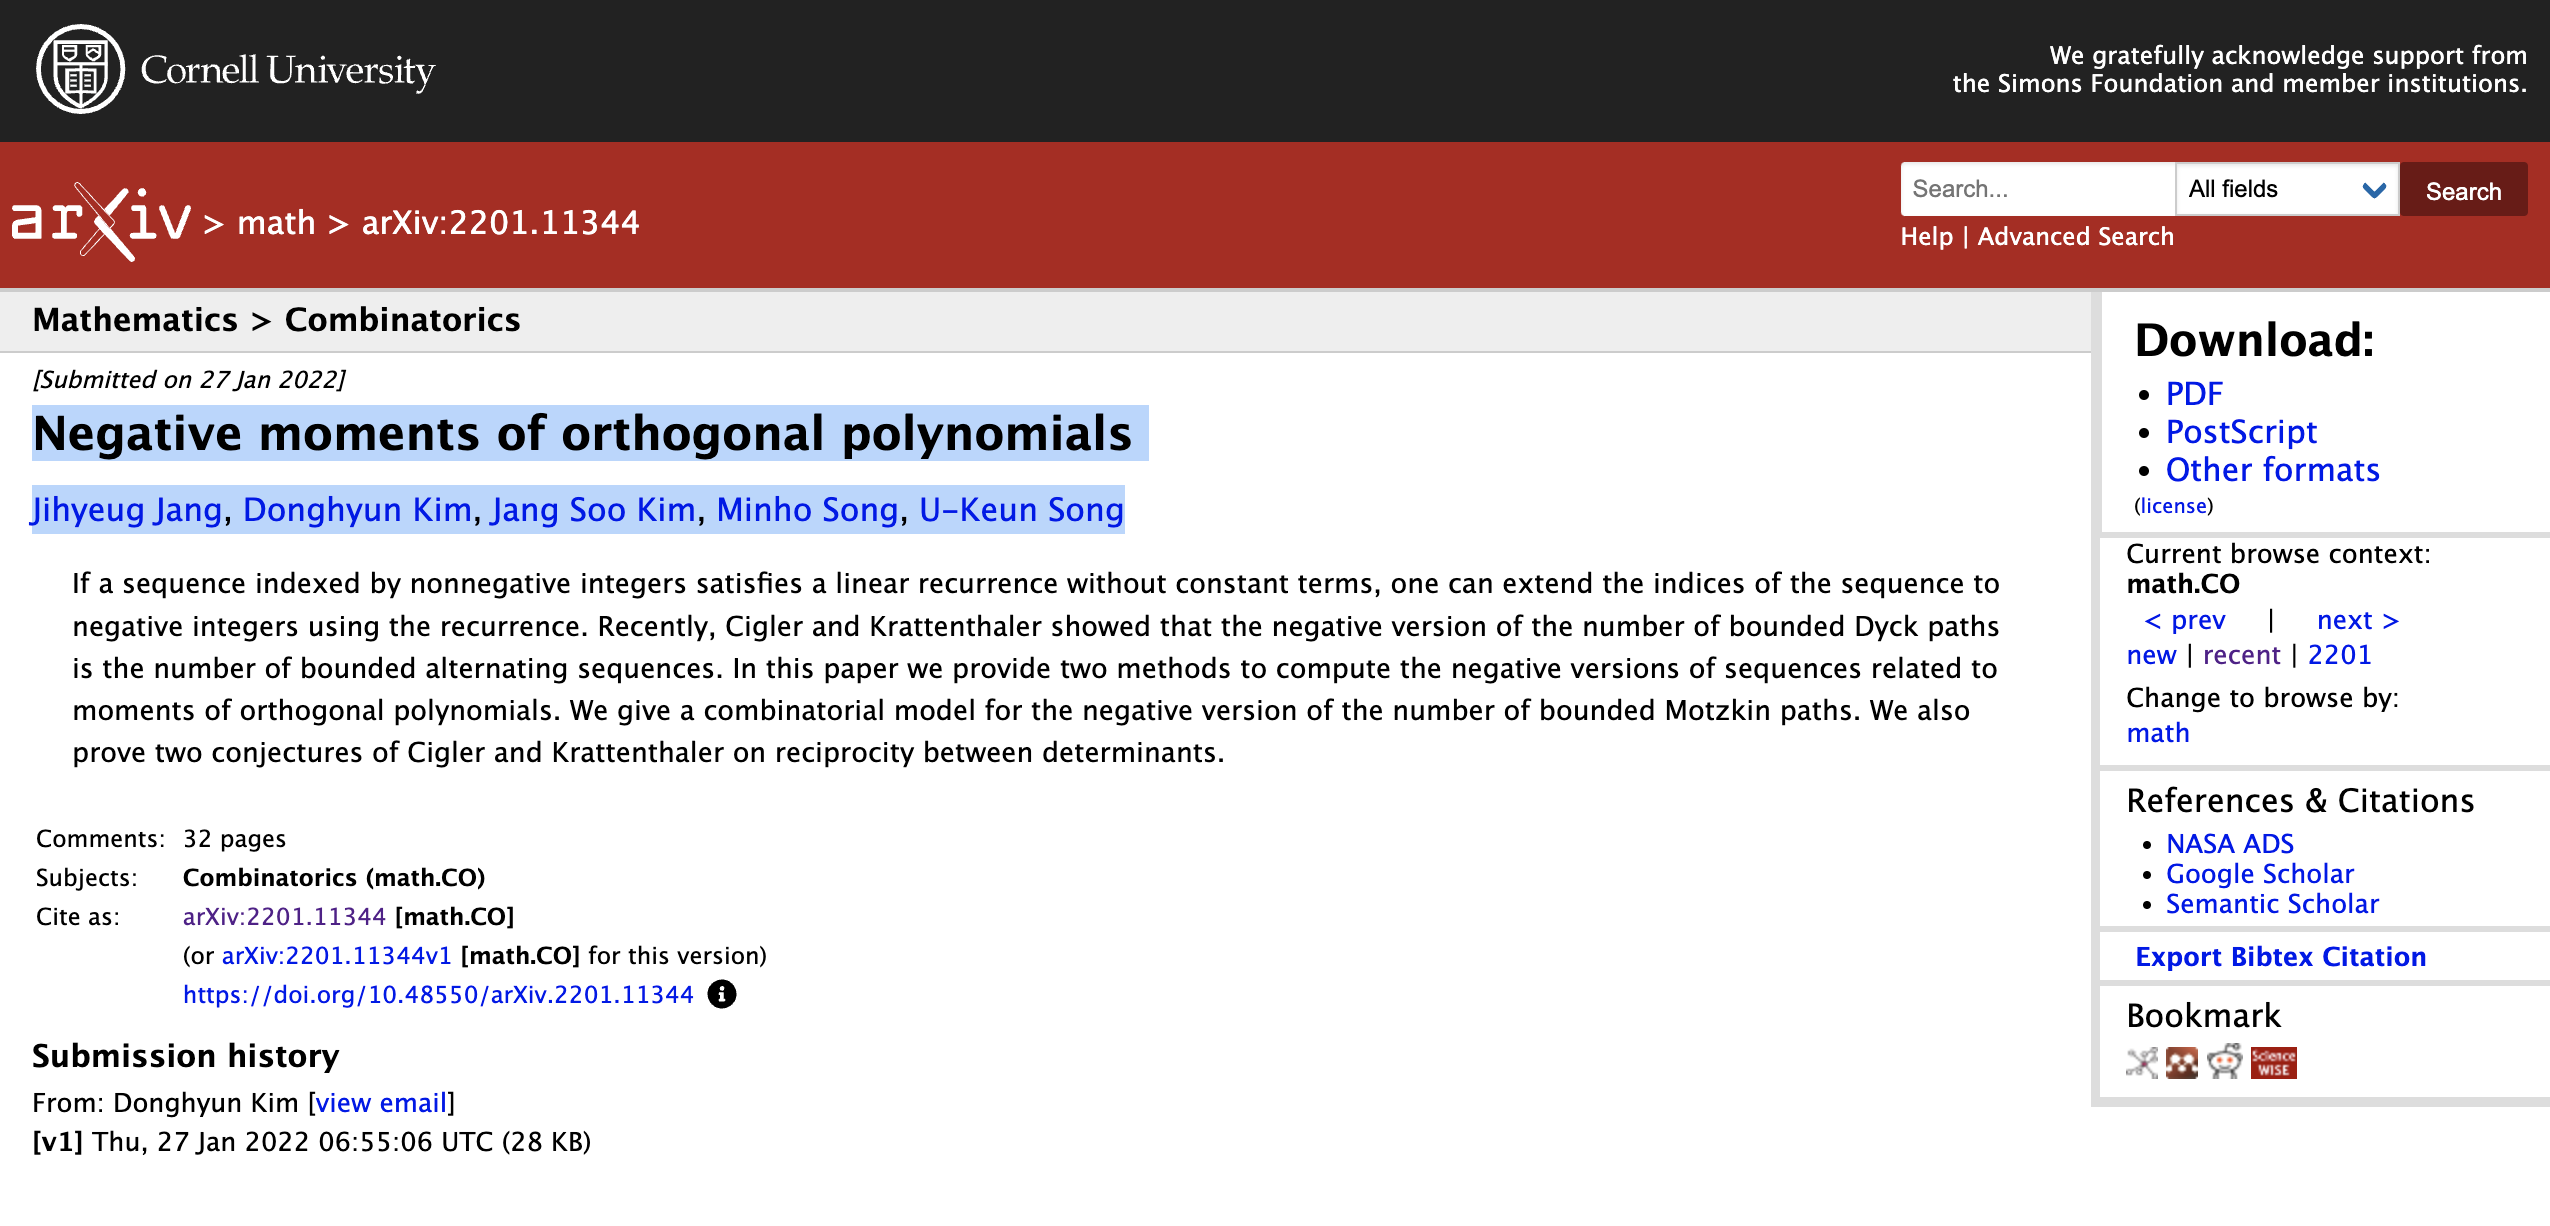 Cornell University
We gratefully acknowledge support from
the Simons Foundation and member institutions.
arXiv > math > arXiv:2201.11344
Search...
All fields
Search
Help | Advanced Search
Mathematics > Combinatorics
[Submitted on 27 Jan 2022]
Negative moments of orthogonal polynomials
Jihyeug Jang, Donghyun Kim, Jang Soo Kim, Minho Song, U-Keun Song
If a sequence indexed by nonnegative integers satisfies a linear recurrence without constant terms, one can extend the indices of the sequence to
negative integers using the recurrence. Recently, Cigler and Krattenthaler showed that the negative version of the number of bounded Dyck paths
is the number of bounded alternating sequences. In this paper we provide two methods to compute the negative versions of sequences related to
moments of orthogonal polynomials. We give a combinatorial model for the negative version of the number of bounded Motzkin paths. We also
prove two conjectures of Cigler and Krattenthaler on reciprocity between determinants.
Comments: 32 pages
Subjects: Combinatorics (math.CO)
Cite as: arXiv:2201.11344 [math.CO]
(or arXiv:2201.11344v1 [math.CO] for this version)
https://doi.org/10.48550/arXiv.2201.11344
Submission history
From: Donghyun Kim [view email]
[v1] Thu, 27 Jan 2022 06:55:06 UTC (28 KB)
Download:
• PDF
• PostScript
• Other formats
(license)
Current browse context:
math.CO
< prev | next >
new | recent | 2201
Change to browse by:
math
References & Citations
• NASA ADS
• Google Scholar
• Semantic Scholar
Export Bibtex Citation
Bookmark
Science
WISE